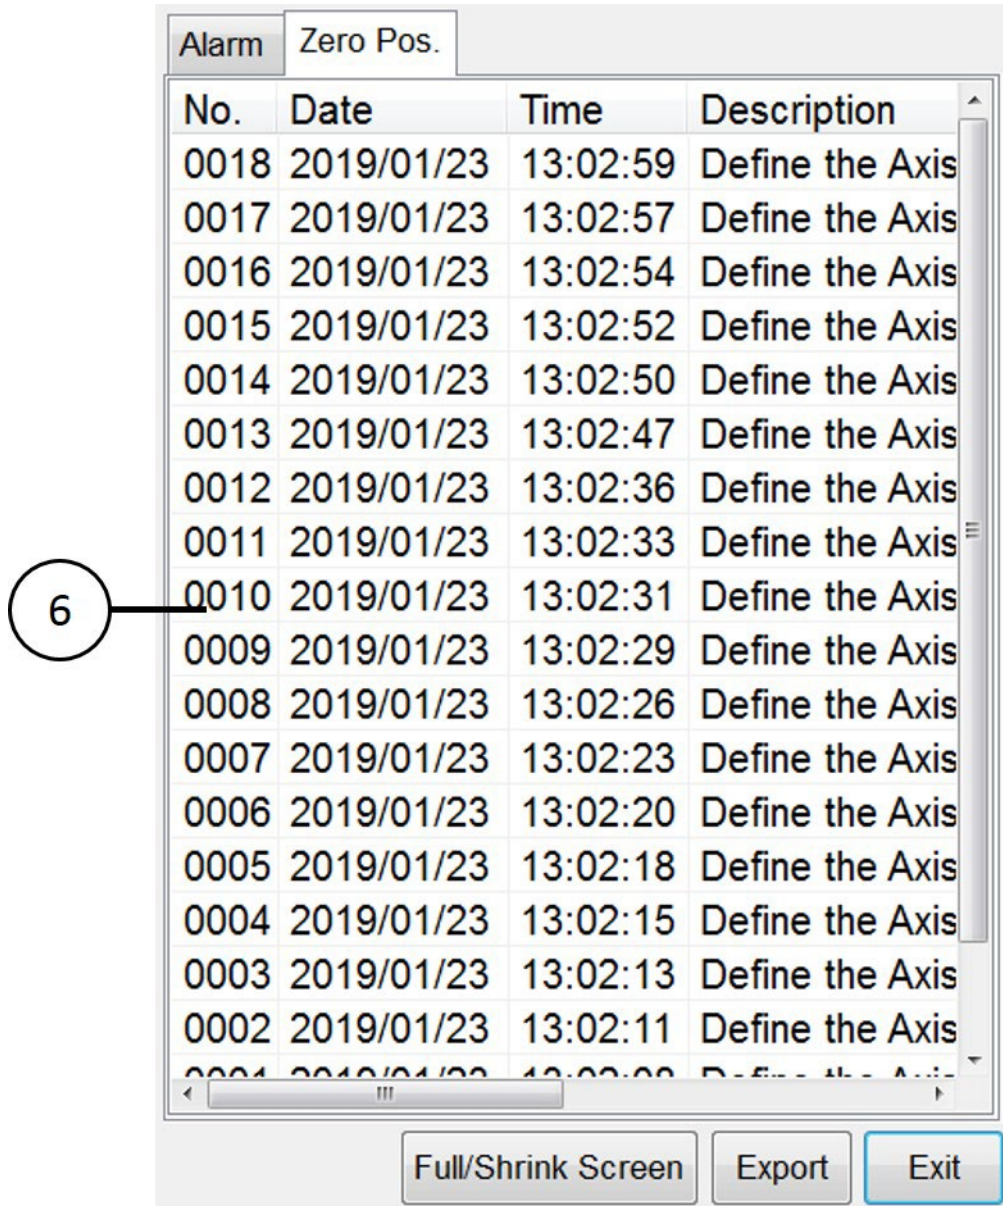 Alarm Zero Pos.
No. Date Time Description
0018 2019/01/23 13:02:59 Define the Axis
0017 2019/01/23 13:02:57 Define the Axis
0016 2019/01/23 13:02:54 Define the Axis
0015 2019/01/23 13:02:52 Define the Axis
0014 2019/01/23 13:02:50 Define the Axis
0013 2019/01/23 13:02:47 Define the Axis
0012 2019/01/23 13:02:36 Define the Axis
0011 2019/01/23 13:02:33 Define the Axis
6 0010 2019/01/23 13:02:31 Define the Axis
0009 2019/01/23 13:02:29 Define the Axis
0008 2019/01/23 13:02:26 Define the Axis
0007 2019/01/23 13:02:23 Define the Axis
0006 2019/01/23 13:02:20 Define the Axis
0005 2019/01/23 13:02:18 Define the Axis
0004 2019/01/23 13:02:15 Define the Axis
0003 2019/01/23 13:02:13 Define the Axis
0002 2019/01/23 13:02:11 Define the Axis
Full/Shrink Screen Export Exit